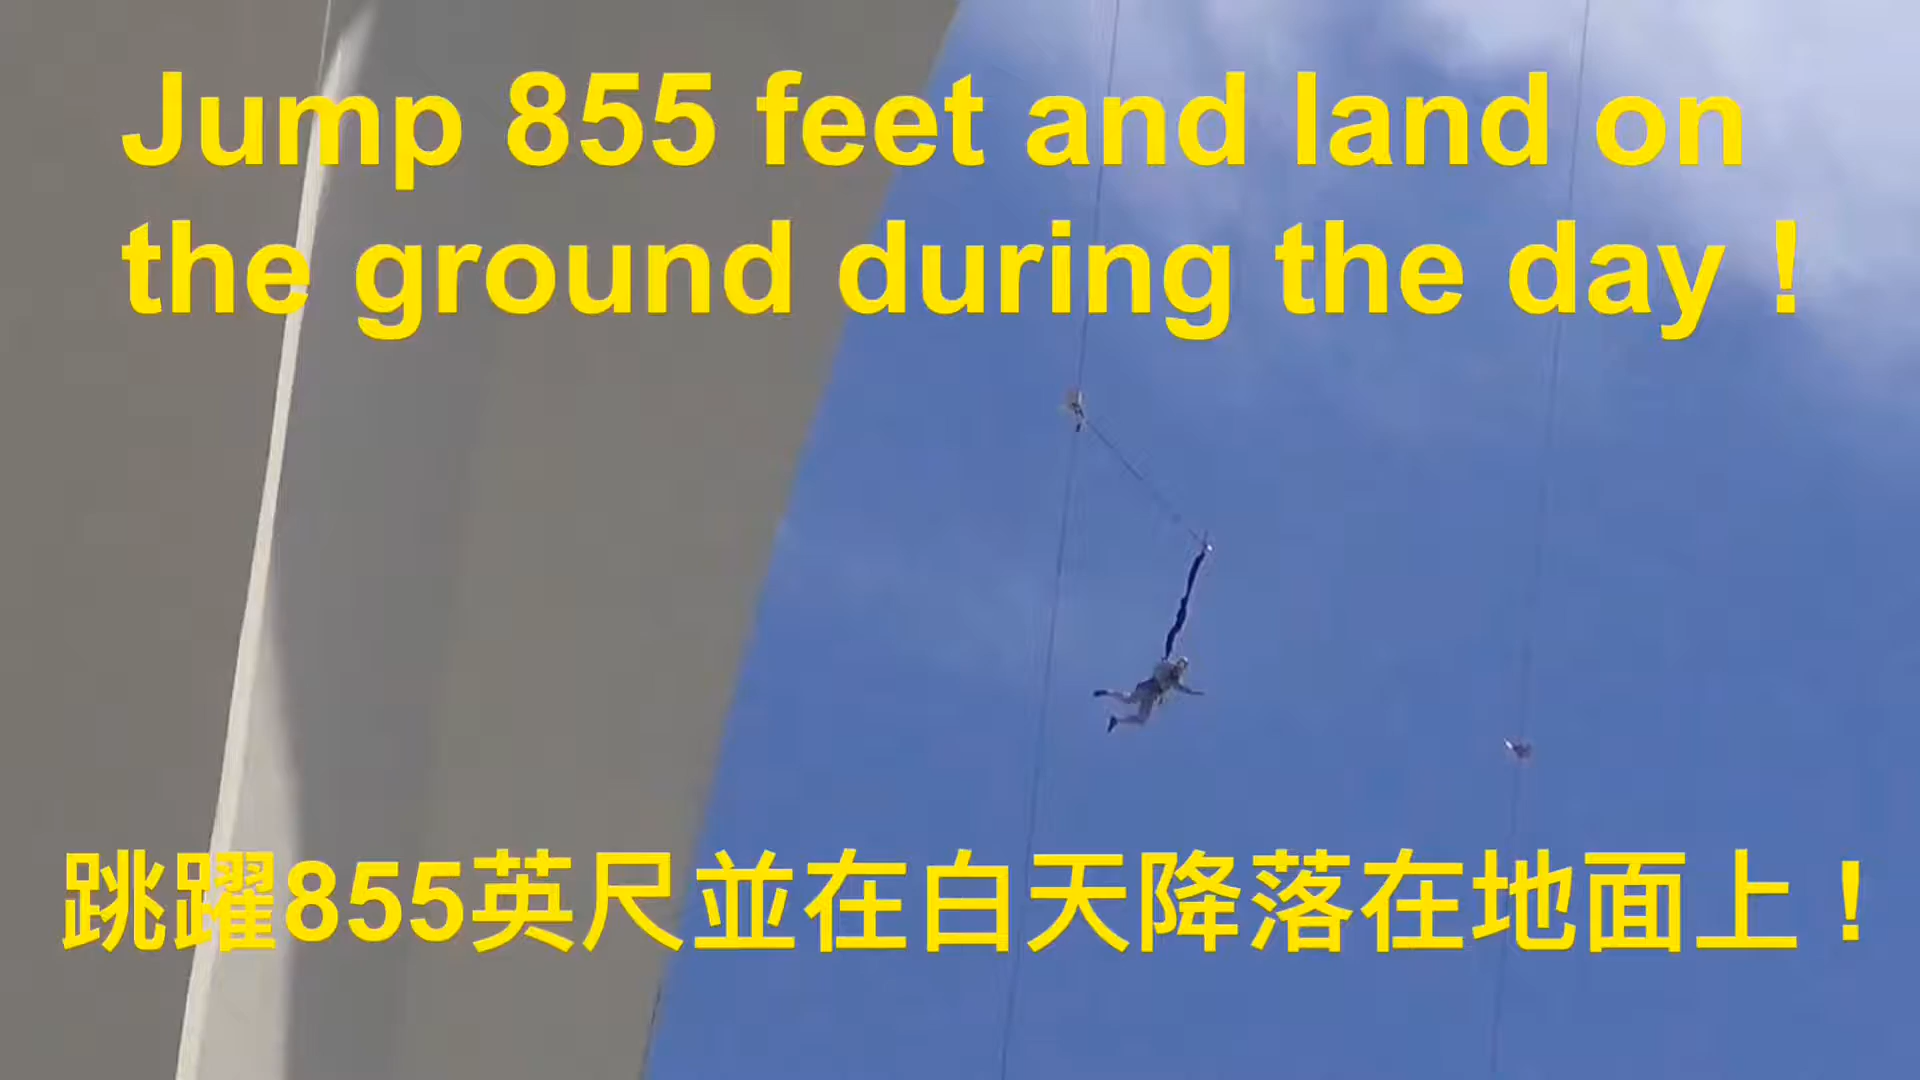 Jump 855 feet and land on
the ground during the day！
跳躍855英尺並在白天降落在地面上！